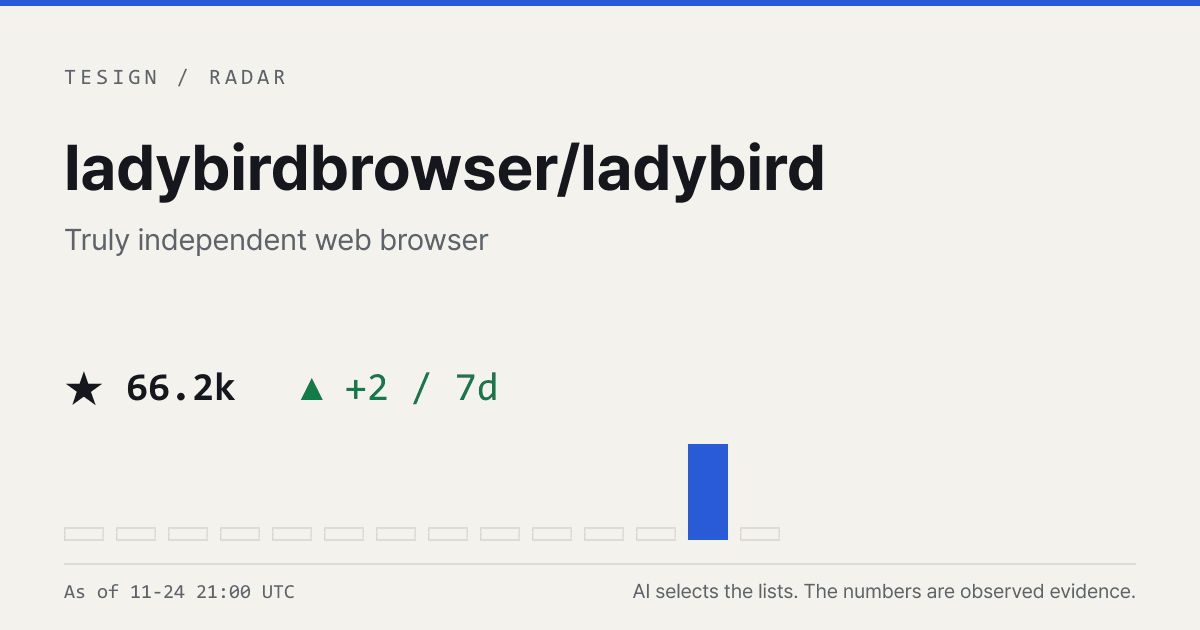 TESIGN / RADAR
ladybirdbrowser/ladybird
Truly independent web browser
★ 66.2k ▲ +2 / 7d
As of 11-24 21:00 UTC
AI selects the lists. The numbers are observed evidence.